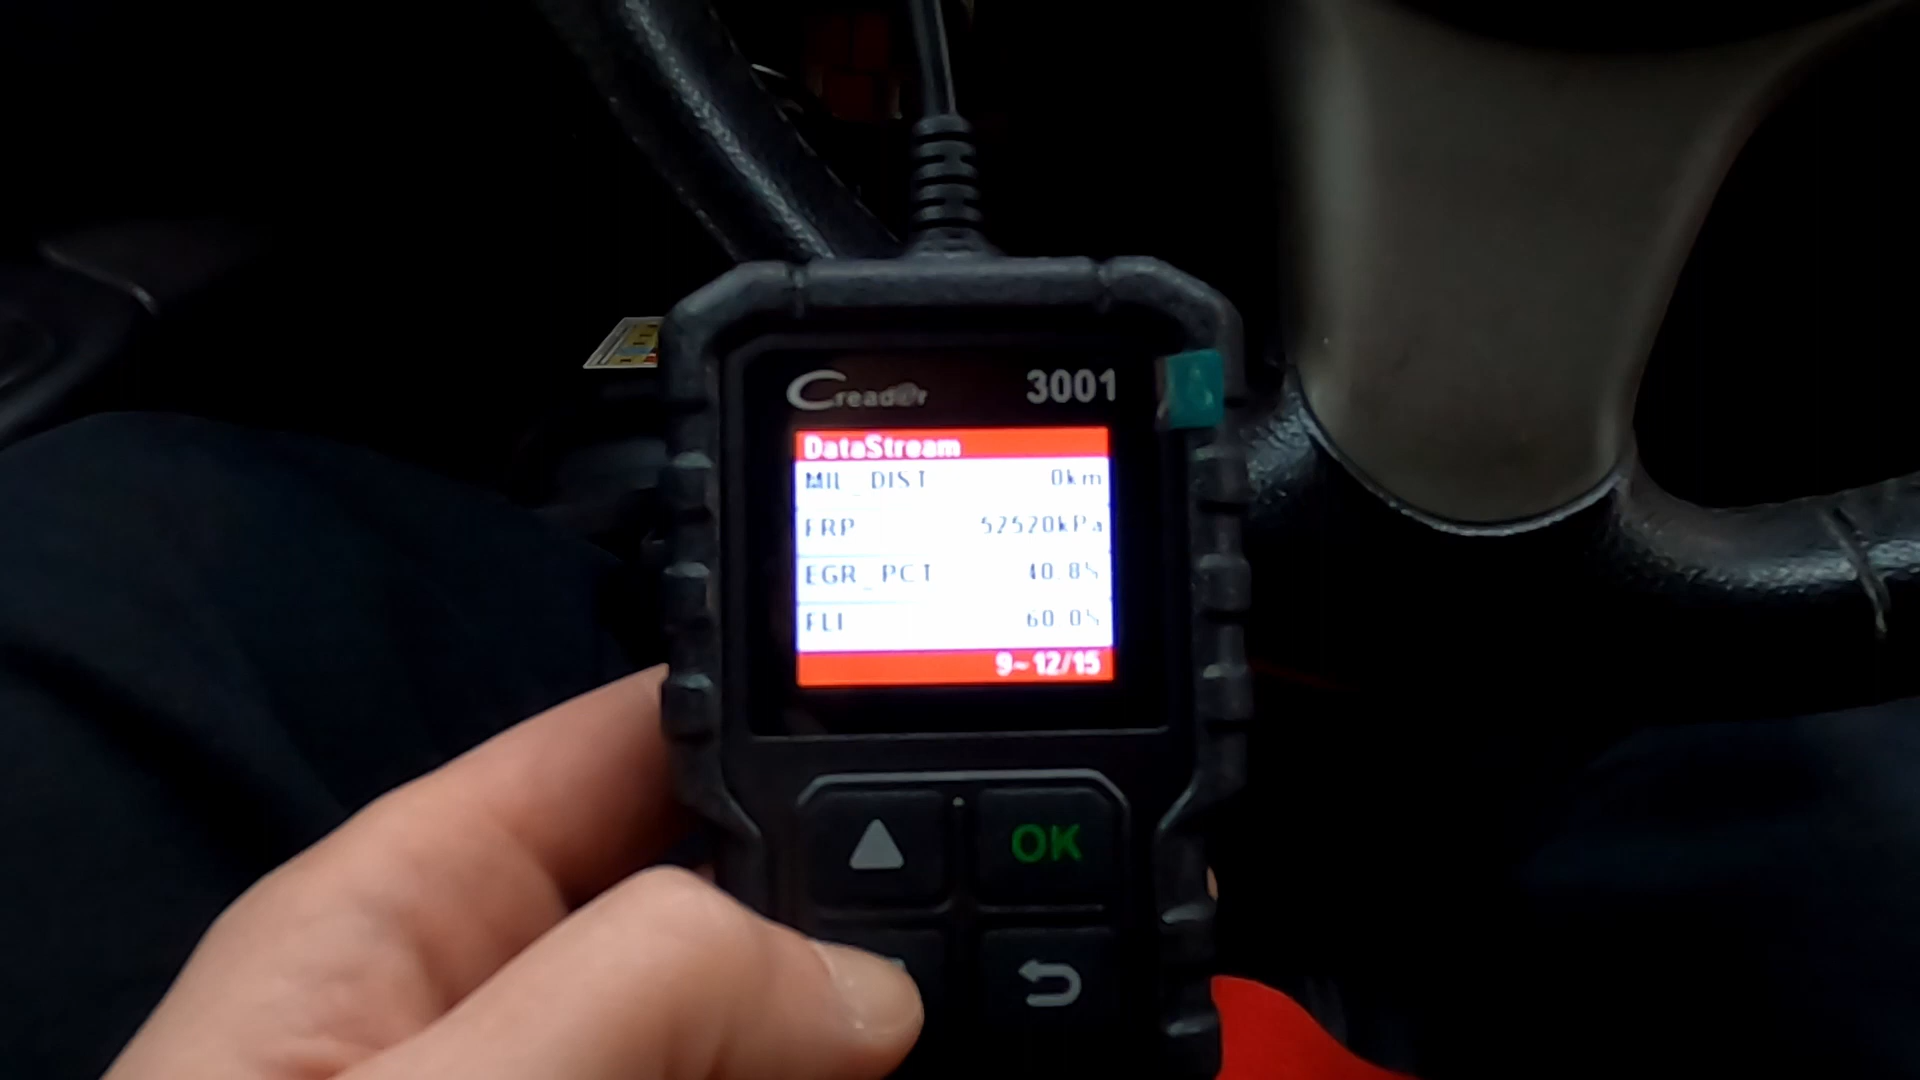 Creader 3001
DataStream
MIL_DIST 0km
FRP 52520kPa
EGR_PCT 40.8%
FLI 60.0%
9~12/15
OK